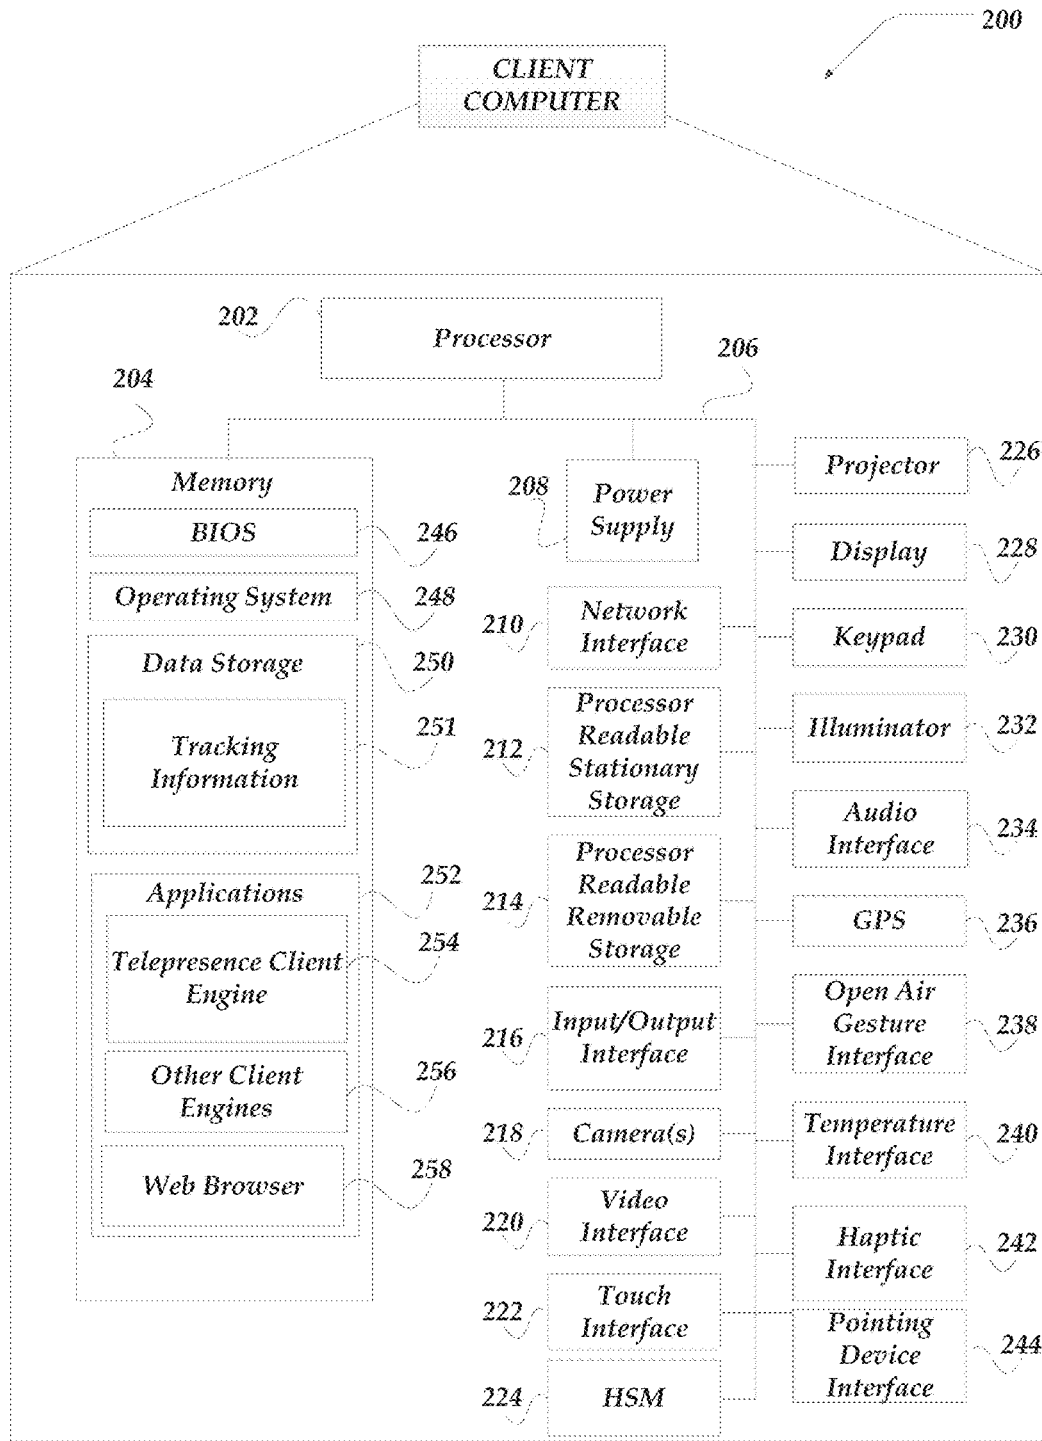 200
CLIENT
COMPUTER
202
Processor
206
204
Memory
BIOS
246
Operating System
248
Data Storage
250
Tracking
Information
251
Applications
252
Telepresence Client
Engine
254
Other Client
Engines
256
Web Browser
258
208
Power
Supply
210
Network
Interface
212
Processor
Readable
Stationary
Storage
214
Processor
Readable
Removable
Storage
216
Input/Output
Interface
218
Camera(s)
220
Video
Interface
222
Touch
Interface
224
HSM
Projector
226
Display
228
Keypad
230
Illuminator
232
Audio
Interface
234
GPS
236
Open Air
Gesture
Interface
238
Temperature
Interface
240
Haptic
Interface
242
Pointing
Device
Interface
244